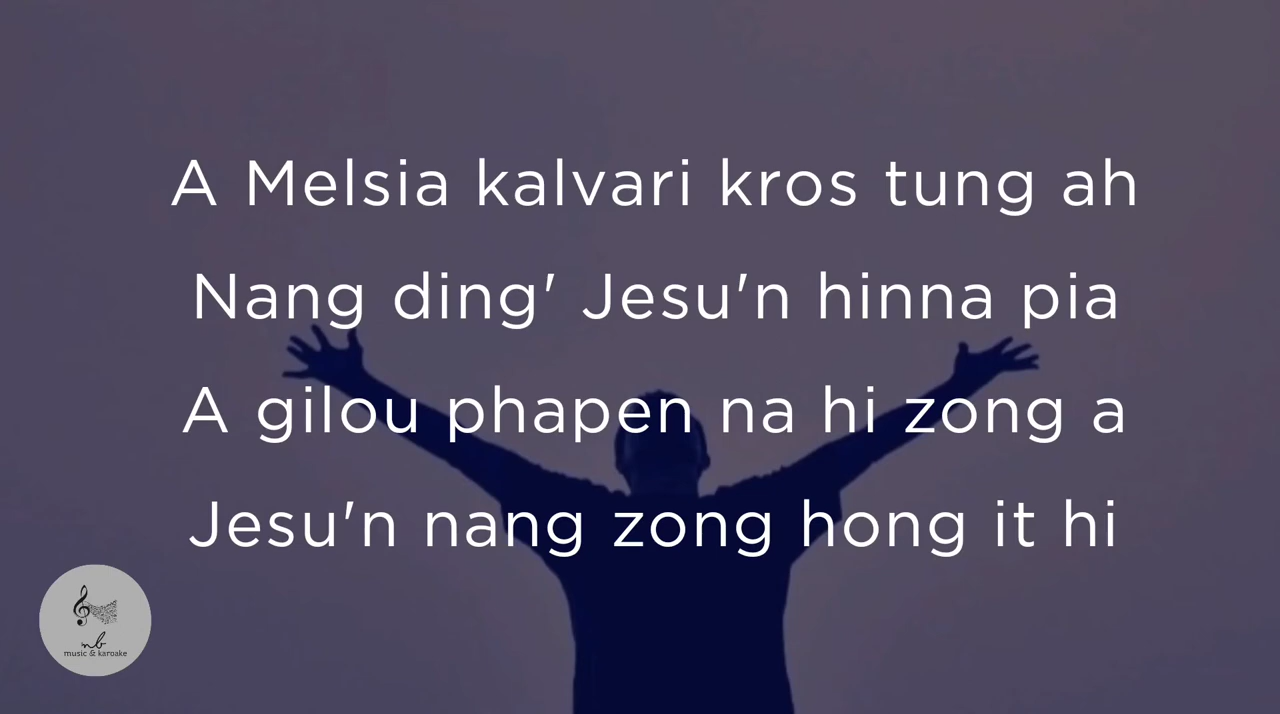 A Melsia kalvari kros tung ah
Nang ding' Jesu'n hinna pia
A gilou phapen na hi zong a
Jesu'n nang zong hong it hi
nb
music & karoake